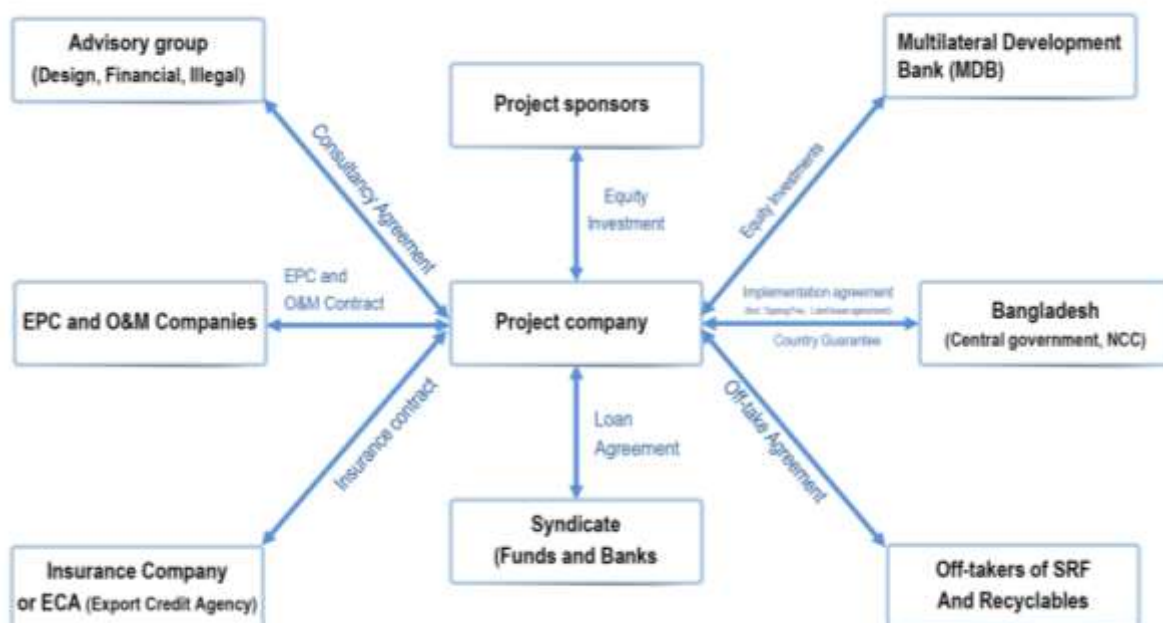 Advisory group
(Design, Financial, Illegal)
Project sponsors
Multilateral Development
Bank (MDB)
Consultancy Agreement
Equity
Investment
Equity Investments
EPC and
O&M Contract
EPC and O&M Companies
Project company
Implementation agreement
Country Guarantee
Bangladesh
(Central government, NCC)
Insurance contract
Loan
Agreement
Off-take Agreement
Insurance Company
or ECA (Export Credit Agency)
Syndicate
(Funds and Banks
Off-takers of SRF
And Recyclables